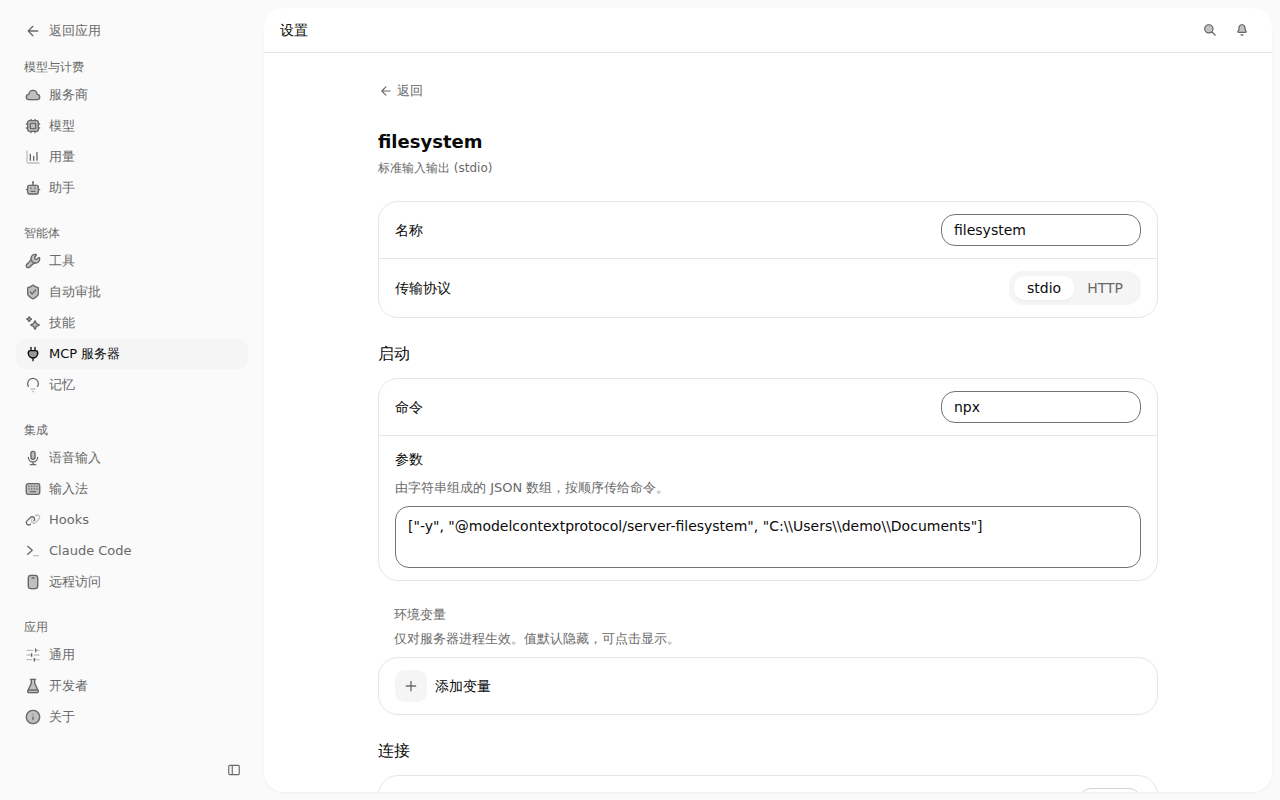 返回应用
模型与计费
服务商
模型
用量
助手
智能体
工具
自动审批
技能
MCP 服务器
记忆
集成
语音输入
输入法
Hooks
Claude Code
远程访问
应用
通用
开发者
关于
设置
返回
filesystem
标准输入输出 (stdio)
名称
filesystem
传输协议
stdio
HTTP
启动
命令
npx
参数
由字符串组成的 JSON 数组，按顺序传给命令。
["-y", "@modelcontextprotocol/server-filesystem", "C:\\Users\\demo\\Documents"]
环境变量
仅对服务器进程生效。值默认隐藏，可点击显示。
添加变量
连接